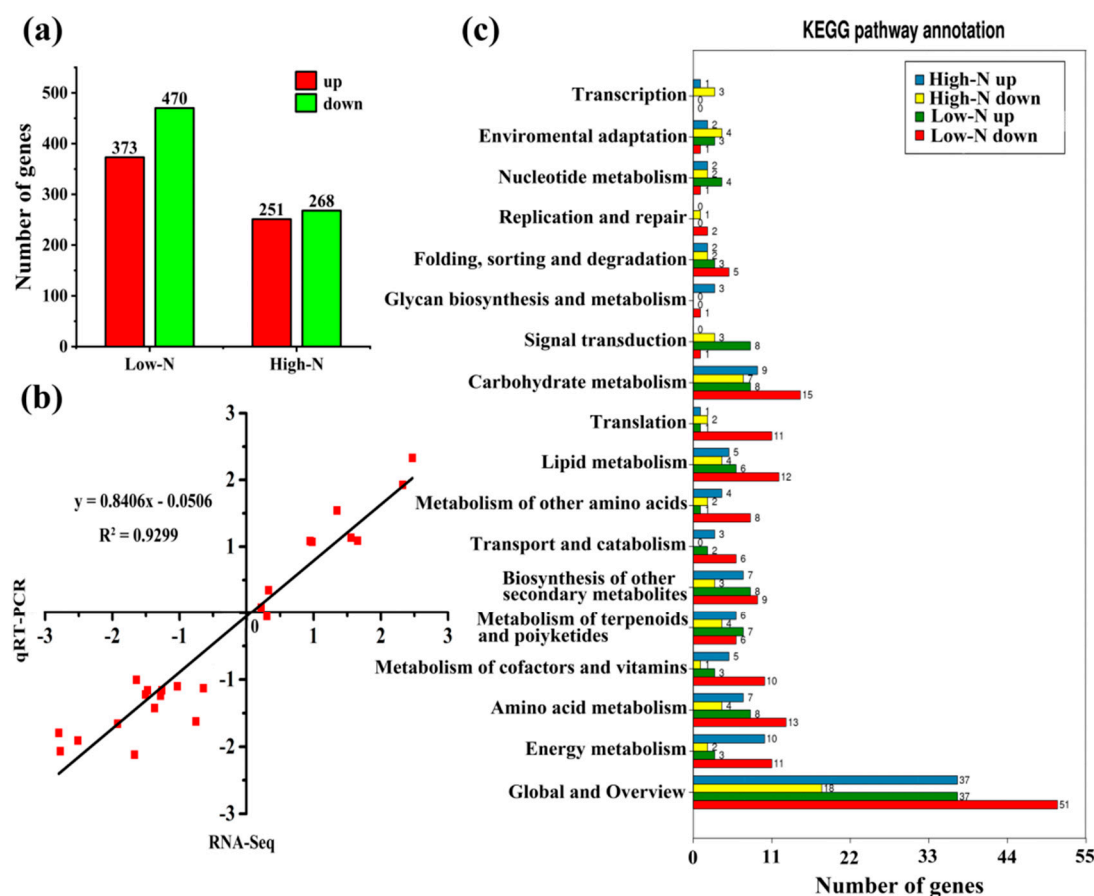 (a)
up
down
Number of genes
500
400
300
200
100
0
373
470
251
268
Low-N
High-N
(b)
y = 0.8406x - 0.0506
R² = 0.9299
qRT-PCR
3
2
1
0
-1
-2
-3
-3
-2
-1
1
2
3
RNA-Seq
(c)
KEGG pathway annotation
High-N up
High-N down
Low-N up
Low-N down
Transcription
1
3
0
0
Enviromental adaptation
2
4
3
1
Nucleotide metabolism
2
2
4
1
Replication and repair
0
1
0
2
Folding, sorting and degradation
2
2
3
5
Glycan biosynthesis and metabolism
3
0
0
1
Signal transduction
0
3
8
1
Carbohydrate metabolism
9
7
8
15
Translation
1
2
1
11
Lipid metabolism
5
4
6
12
Metabolism of other amino acids
4
2
1
8
Transport and catabolism
3
0
2
6
Biosynthesis of other
secondary metabolites
7
3
8
9
Metabolism of terpenoids
and poiyketides
6
4
7
6
Metabolism of cofactors and vitamins
5
1
3
10
Amino acid metabolism
7
4
8
13
Energy metabolism
10
2
3
11
Global and Overview
37
18
37
51
0
11
22
33
44
55
Number of genes